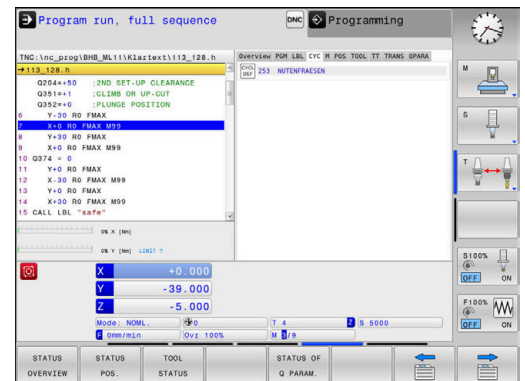 Program run, full sequence
DNC
Programming
TNC:\nc_prog\BHB_ML11\Klartext\113_128.h
→113_128.h
Q204=+50 ;2ND SET-UP CLEARANCE
Q351=+1 ;CLIMB OR UP-CUT
Q352=+0 ;PLUNGE POSITION
6 Y-30 R0 FMAX
7 X+0 R0 FMAX M99
8 Y+30 R0 FMAX
9 X+0 R0 FMAX M99
10 Q374 = 0
11 Y+0 R0 FMAX
12 X-30 R0 FMAX M99
13 Y+0 R0 FMAX
14 X+30 R0 FMAX M99
15 CALL LBL "safe"
Overview PGM LBL CYC M POS TOOL TT TRANS QPARA
CYCL DEF 253 NUTENFRAESEN
0% X [Nm]
0% Y [Nm] LIMIT 1
X +0.000
Y -39.000
Z -5.000
Mode: NOML. 0 T 4 Z S 5000
F 0mm/min Ovr 100% M 5/9
M
S
T
S100%
OFF ON
F100%
OFF ON
STATUS OVERVIEW
STATUS POS.
TOOL STATUS
STATUS OF Q PARAM.